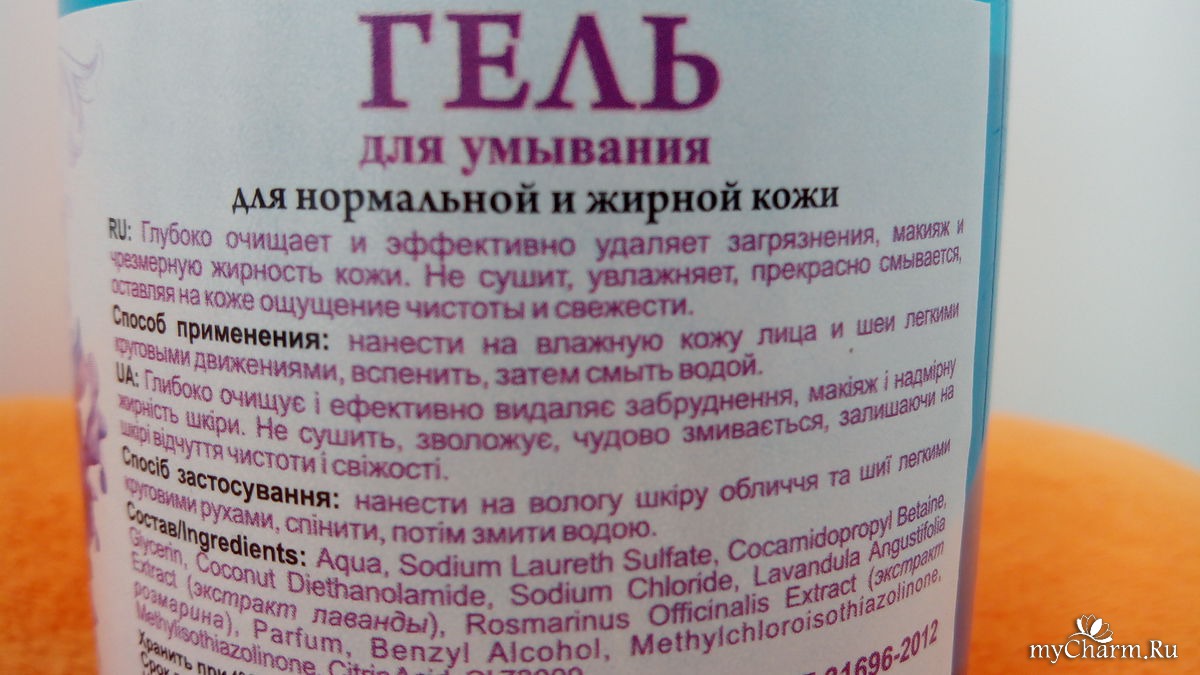 ГЕЛЬ
для умывания
для нормальной и жирной кожи
RU: Глубоко очищает и эффективно удаляет загрязнения, макияж и
чрезмерную жирность кожи. Не сушит, увлажняет, прекрасно смывается,
оставляя на коже ощущение чистоты и свежести.
Способ применения: нанести на влажную кожу лица и шеи легкими
круговыми движениями, вспенить, затем смыть водой.
UA: Глибоко очищує і ефективно видаляє забруднення, макіяж і надмірну
жирність шкіри. Не сушить, зволожує, чудово змивається, залишаючи на
шкірі відчуття чистоти і свіжості.
Спосіб застосування: нанести на вологу шкіру обличчя та шиї легкими
круговими рухами, спінити, потім змити водою.
Состав/Ingredients: Aqua, Sodium Laureth Sulfate, Cocamidopropyl Betaine,
Glycerin, Coconut Diethanolamide, Sodium Chloride, Lavandula Angustifolia
Extract (экстракт лаванды), Rosmarinus Officinalis Extract (экстракт
розмарина), Parfum, Benzyl Alcohol, Methylchloroisothiazolinone,
Methylisothiazolinone, Citric Acid,
Хранить при
Срок
31696-2012
myCharm.Ru